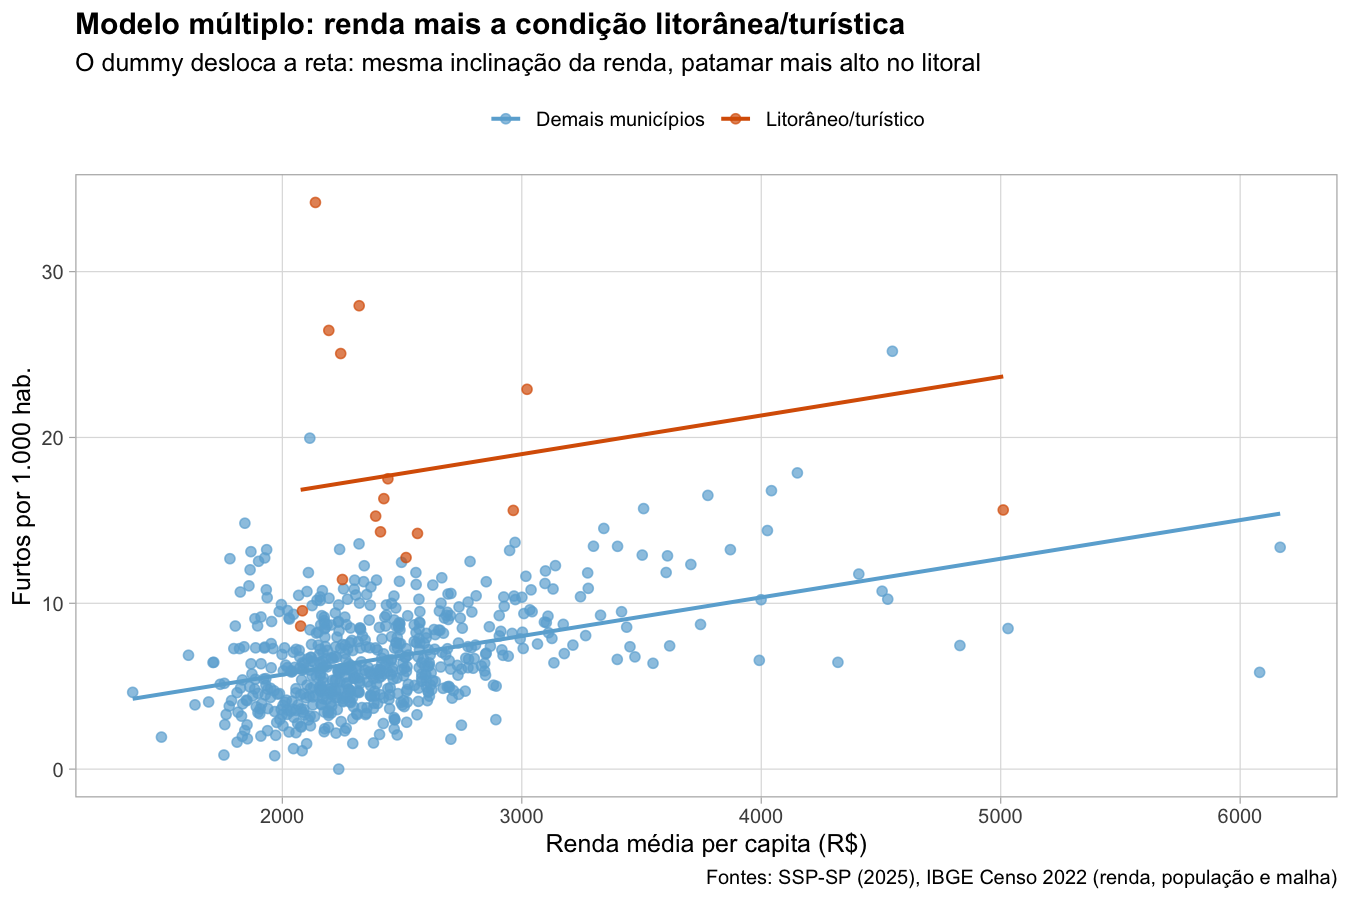 Modelo múltiplo: renda mais a condição litorânea/turística
O dummy desloca a reta: mesma inclinação da renda, patamar mais alto no litoral
Demais municípios
Litorâneo/turístico
Furtos por 1.000 hab.
30
20
10
0
2000
3000
4000
5000
6000
Renda média per capita (R$)
Fontes: SSP-SP (2025), IBGE Censo 2022 (renda, população e malha)